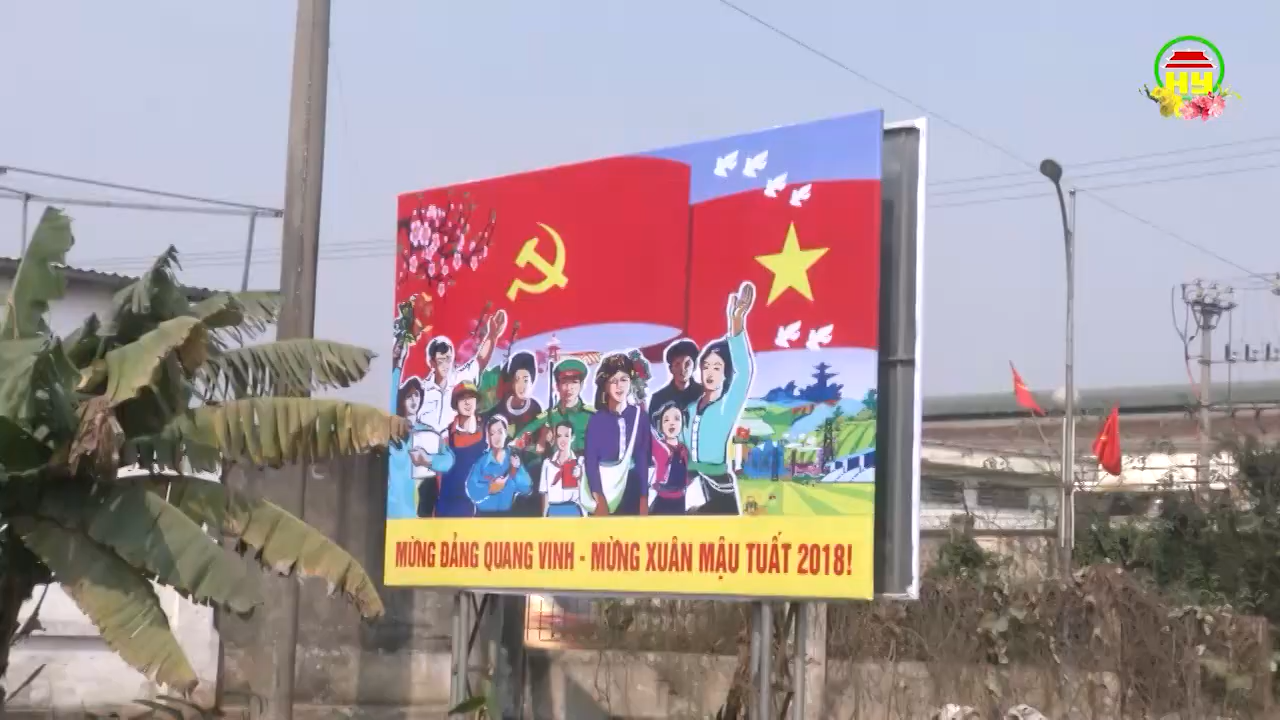 HY
MỪNG ĐẢNG QUANG VINH - MỪNG XUÂN MẬU TUẤT 2018!